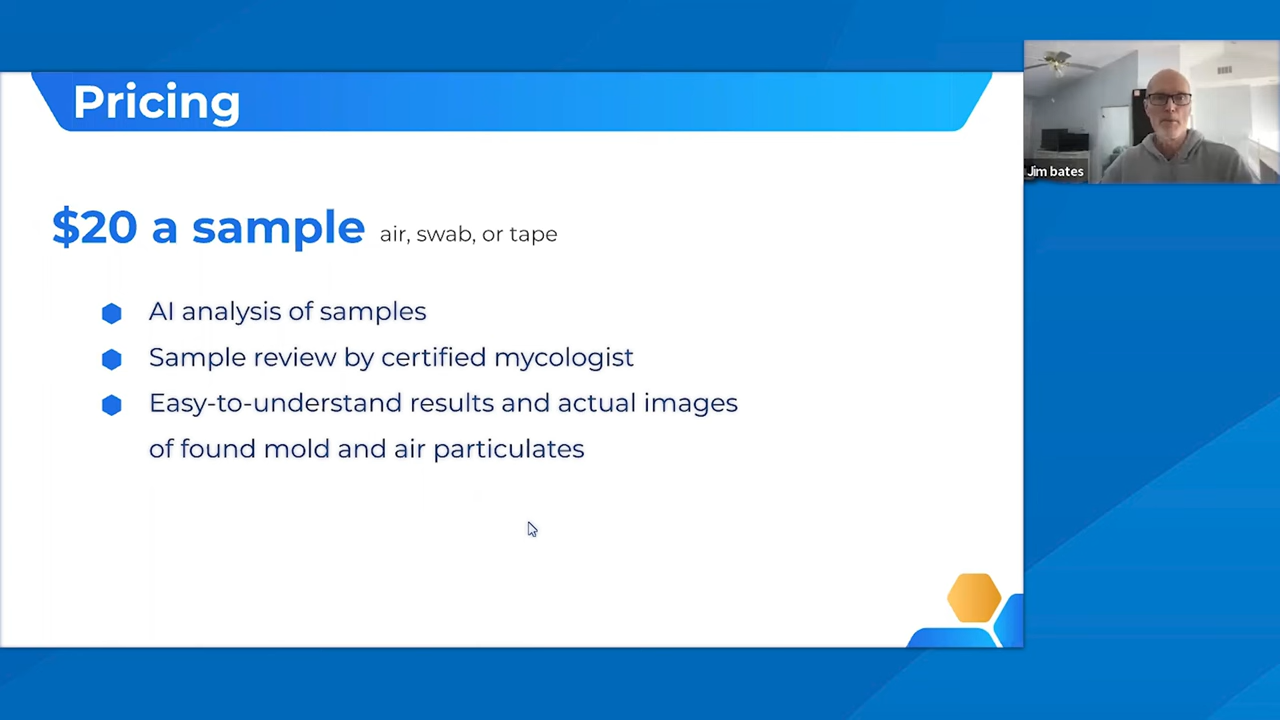 Pricing
$20 a sample air, swab, or tape
AI analysis of samples
Sample review by certified mycologist
Easy-to-understand results and actual images
of found mold and air particulates
Jim bates